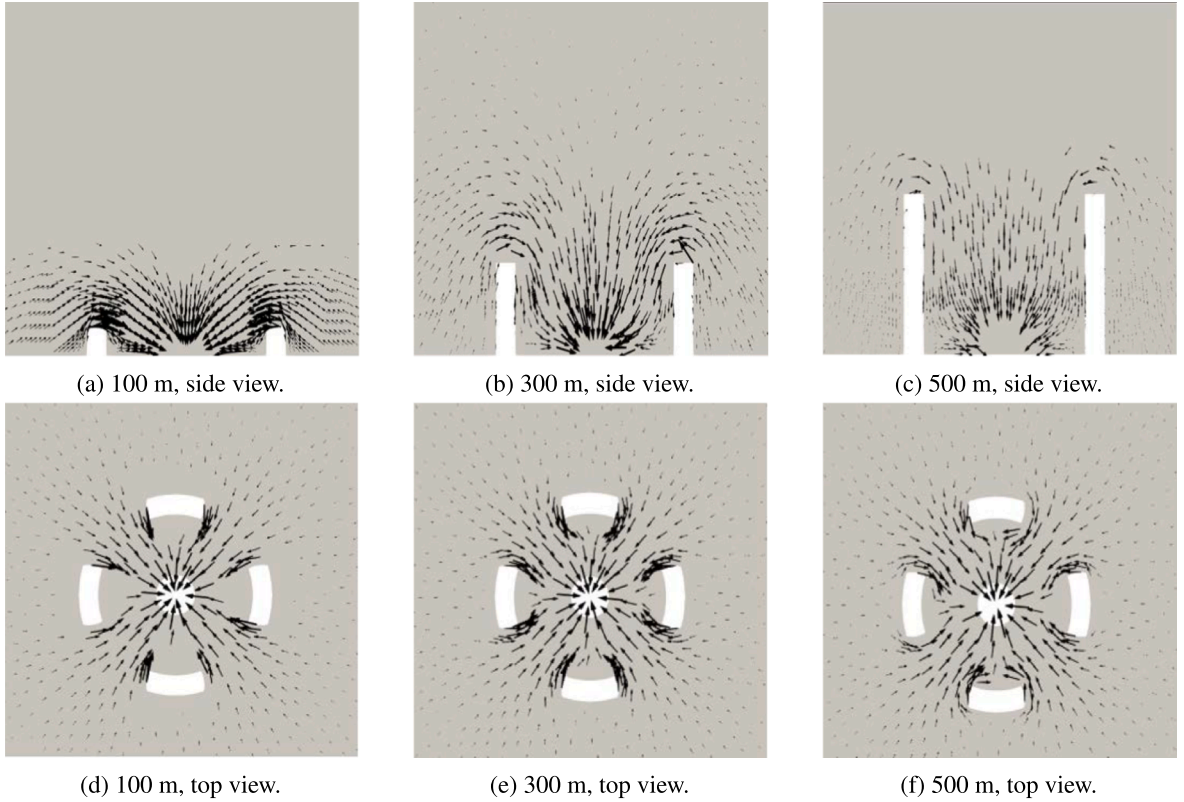 (a) 100 m, side view.
(b) 300 m, side view.
(c) 500 m, side view.
(d) 100 m, top view.
(e) 300 m, top view.
(f) 500 m, top view.